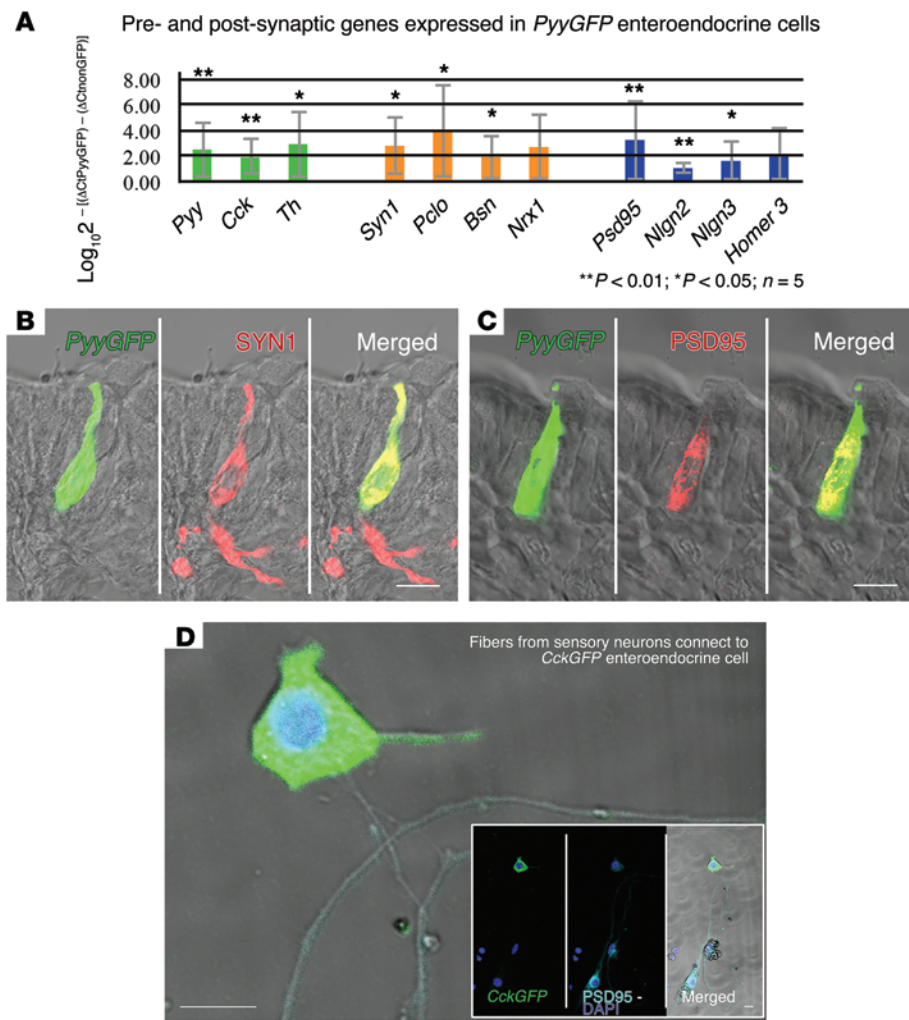 A
Pre- and post-synaptic genes expressed in PyyGFP enteroendocrine cells
Log₁₀2 – [(ΔCtPyyGFP) – (ΔCtnonGFP)]
8.00
6.00
4.00
2.00
0.00
**
**
*
*
*
*
**
**
*
Pyy
Cck
Th
Syn1
Pclo
Bsn
Nrx1
Psd95
Nlgn2
Nlgn3
Homer 3
**P < 0.01; *P < 0.05; n = 5
B
PyyGFP
SYN1
Merged
C
PyyGFP
PSD95
Merged
D
Fibers from sensory neurons connect to
CckGFP enteroendocrine cell
CckGFP
PSD95 -
DAPI
Merged